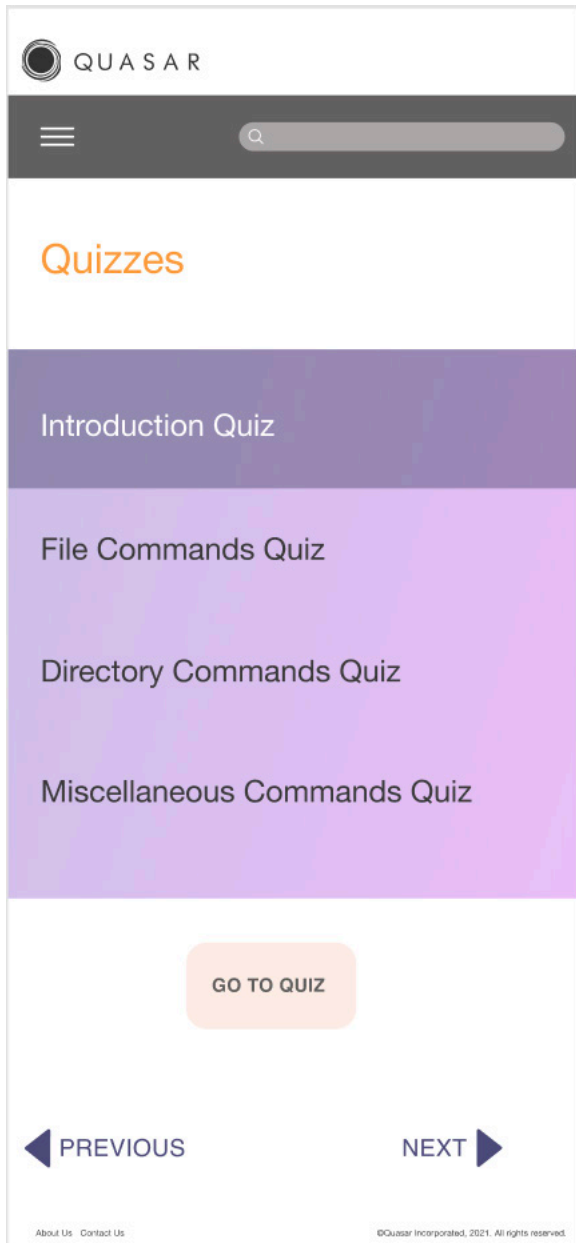 QUASAR
Quizzes
Introduction Quiz
File Commands Quiz
Directory Commands Quiz
Miscellaneous Commands Quiz
GO TO QUIZ
PREVIOUS NEXT
About Us Contact Us ©Quasar Incorporated, 2021. All rights reserved.